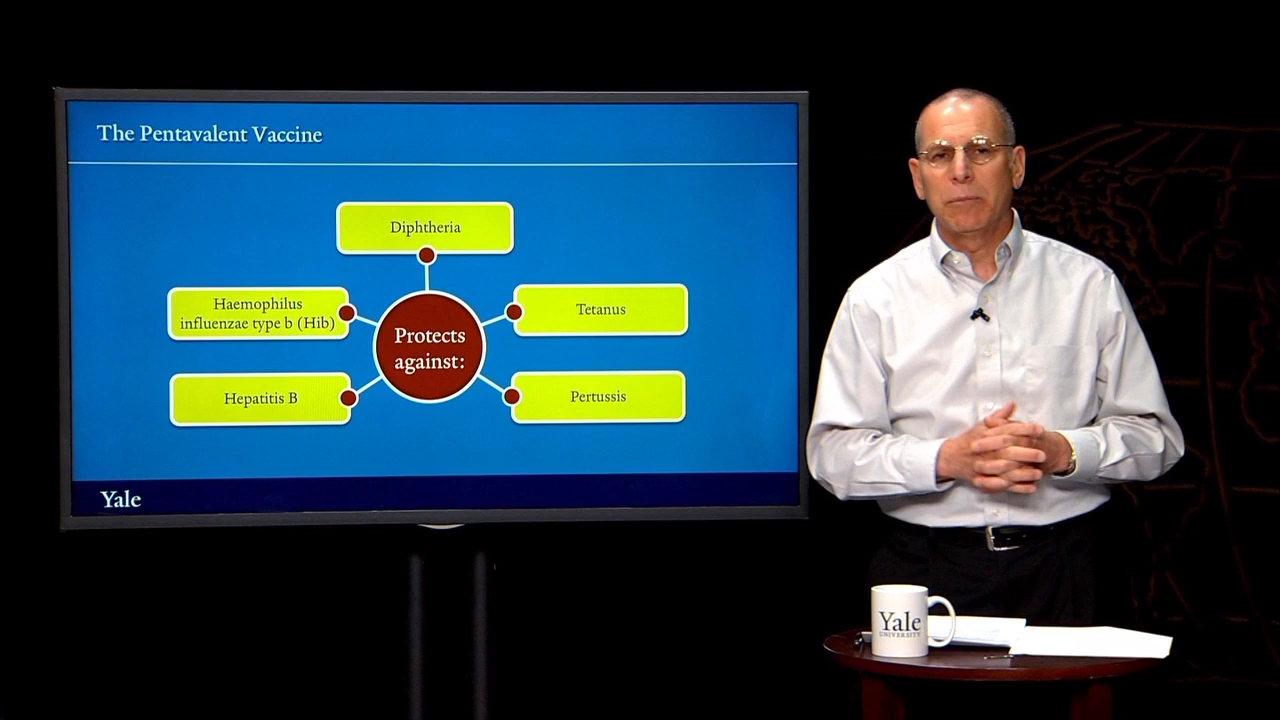 The Pentavalent Vaccine
Diphtheria
Haemophilus
influenzae type b (Hib)
Tetanus
Protects
against:
Hepatitis B
Pertussis
Yale
Yale
UNIVERSITY